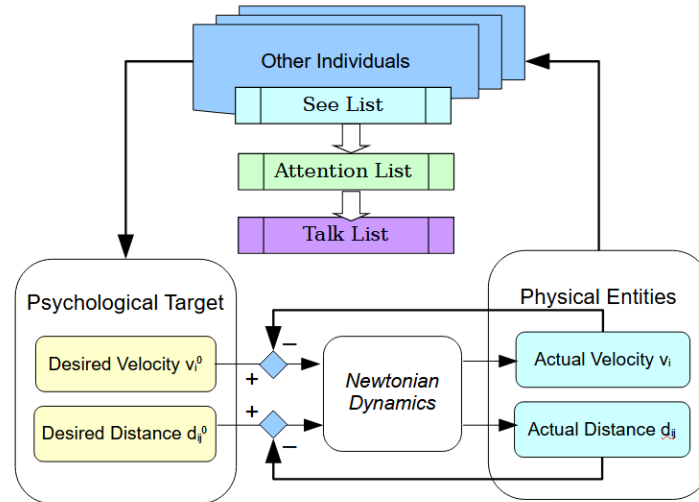 Other Individuals
See List
Attention List
Talk List
Psychological Target
Physical Entities
Desired Velocity vᵢ⁰
−
+
Newtonian
Dynamics
Actual Velocity vᵢ
Desired Distance dᵢⱼ⁰
+
−
Actual Distance dᵢⱼ